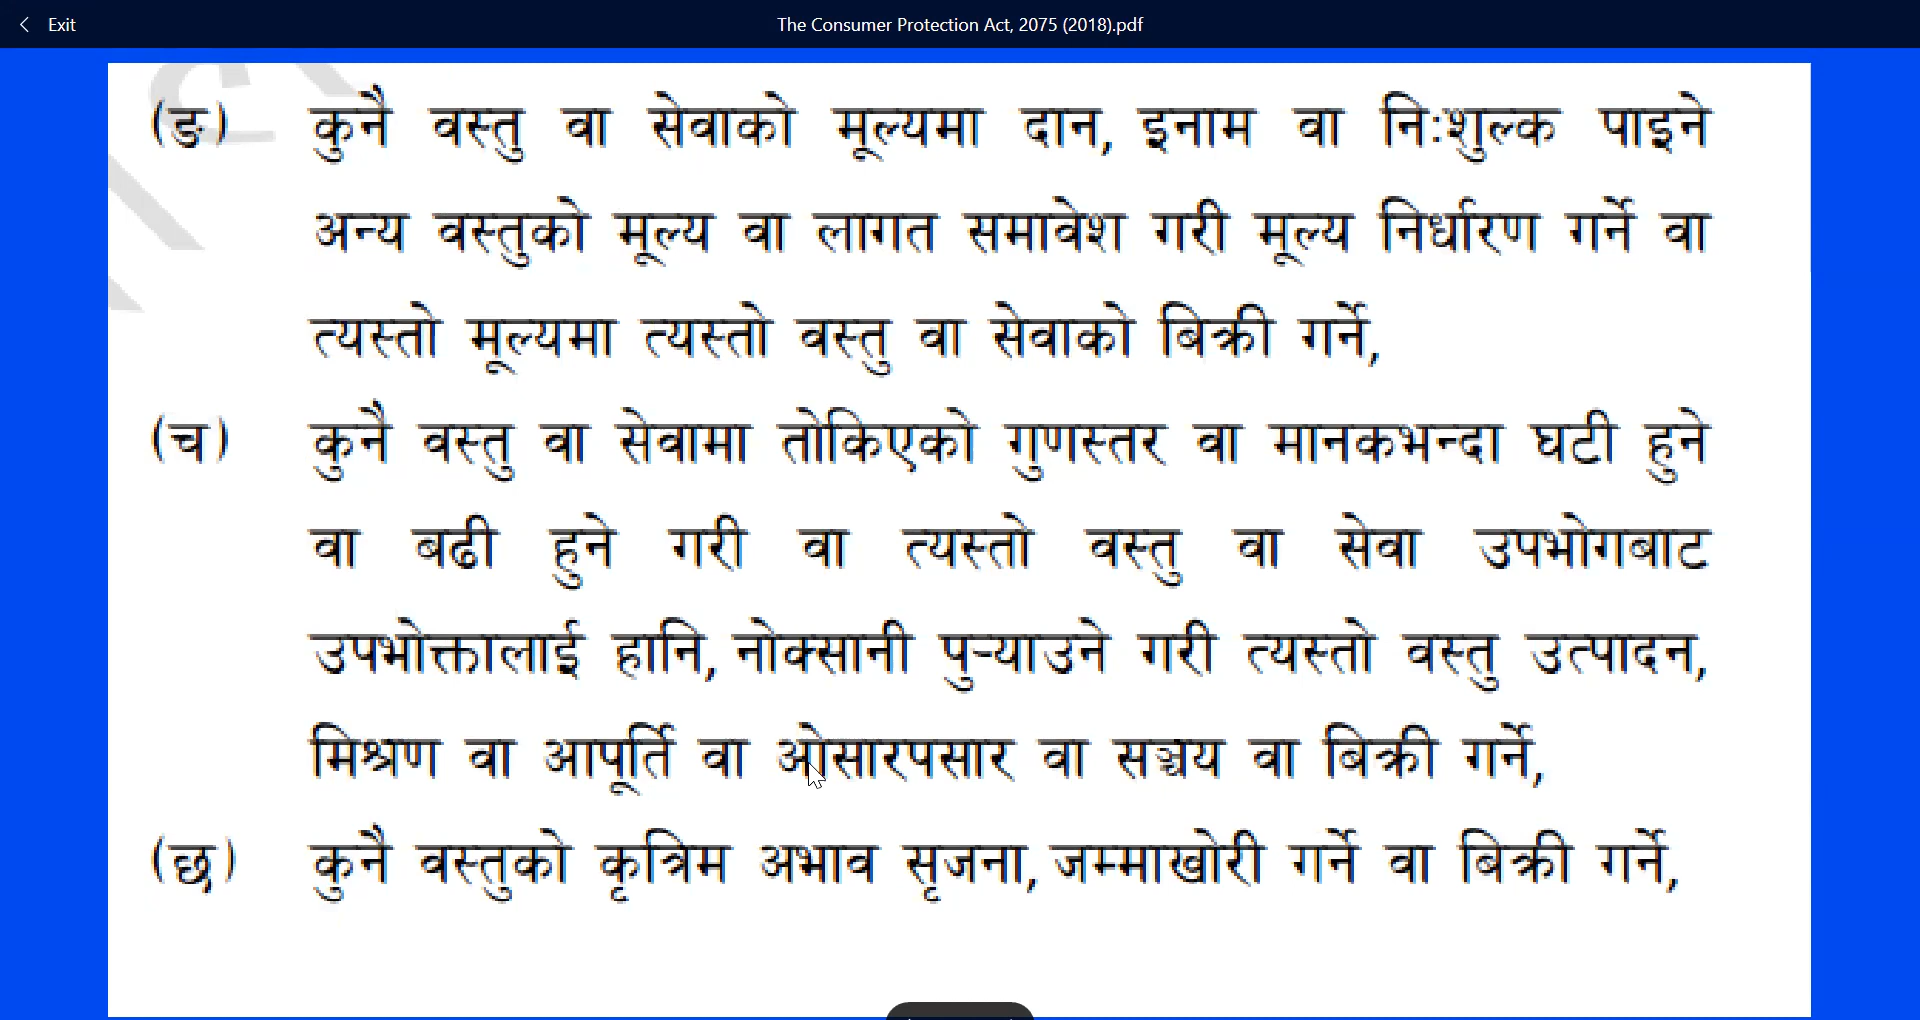 Exit
The Consumer Protection Act, 2075 (2018).pdf
(ङ) कुनै वस्तु वा सेवाको मूल्यमा दान, इनाम वा निःशुल्क पाइने
अन्य वस्तुको मूल्य वा लागत समावेश गरी मूल्य निर्धारण गर्ने वा
त्यस्तो मूल्यमा त्यस्तो वस्तु वा सेवाको बिक्री गर्ने,
(च) कुनै वस्तु वा सेवामा तोकिएको गुणस्तर वा मानकभन्दा घटी हुने
वा बढी हुने गरी वा त्यस्तो वस्तु वा सेवा उपभोगबाट
उपभोक्तालाई हानि, नोक्सानी पुर्‍याउने गरी त्यस्तो वस्तु उत्पादन,
मिश्रण वा आपूर्ति वा ओसारपसार वा सञ्चय वा बिक्री गर्ने,
(छ) कुनै वस्तुको कृत्रिम अभाव सृजना, जम्माखोरी गर्ने वा बिक्री गर्ने,